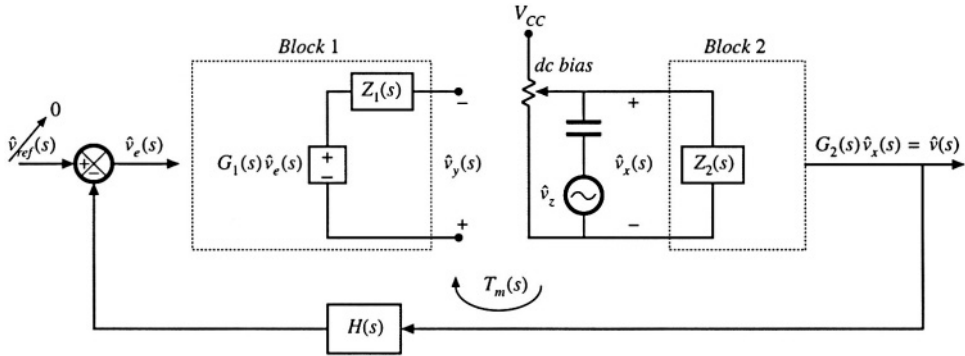 V_CC
Block 1
dc bias
Block 2
0
v̂_ref(s)
+
−
v̂_e(s)
G_1(s) v̂_e(s)
+
−
Z_1(s)
−
v̂_y(s)
+
v̂_z
+
v̂_x(s)
−
Z_2(s)
G_2(s) v̂_x(s) = v̂(s)
T_m(s)
H(s)